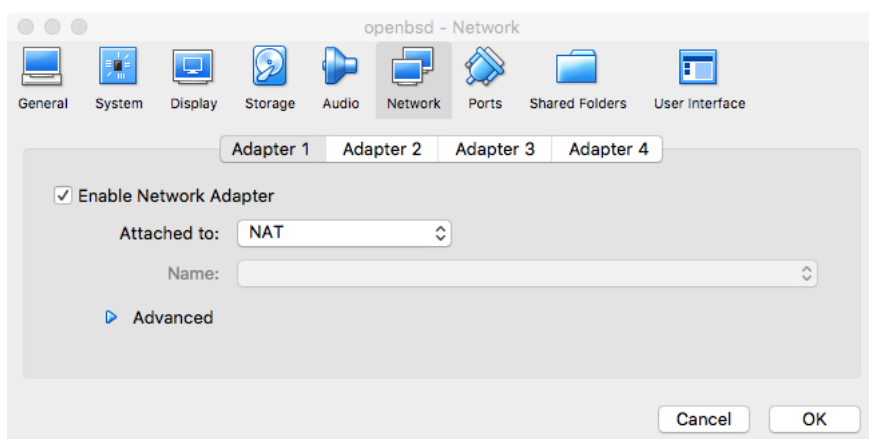 openbsd - Network
General System Display Storage Audio Network Ports Shared Folders User Interface
Adapter 1 Adapter 2 Adapter 3 Adapter 4
Enable Network Adapter
Attached to: NAT
Name:
Advanced
Cancel OK